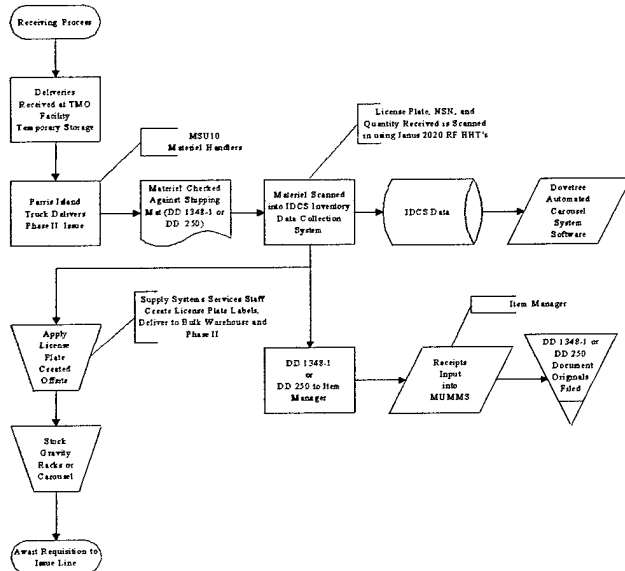 Receiving Process
Deliveries
Received at TMO
Facility
Temporary Storage
MSU10
Materiel Handlers
License Plate, NSN, and
Quantity Received is Scanned
in using Janus 2020 RF HHT's
Parris Island
Truck Delivers
Phase II Issue
Materiel Checked
Against Shipping
Mat (DD 1348-1 or
DD 250)
Materiel Scanned
into IDCS Inventory
Data Collection
System
IDCS Data
Dovetree
Automated
Carousel
System
Software
Supply Systems Services Staff
Create License Plate Labels,
Deliver to Bulk Warehouse and
Phase II
Item Manager
Apply
License
Plate
Created
Offsets
DD 1348-1
or
DD 250 to Item
Manager
Receipts
Input
into
MUMMS
DD 1348-1 or
DD 250
Document
Originals
Filed
Stock
Gravity
Racks or
Carousel
Await Requisition to
Issue Line